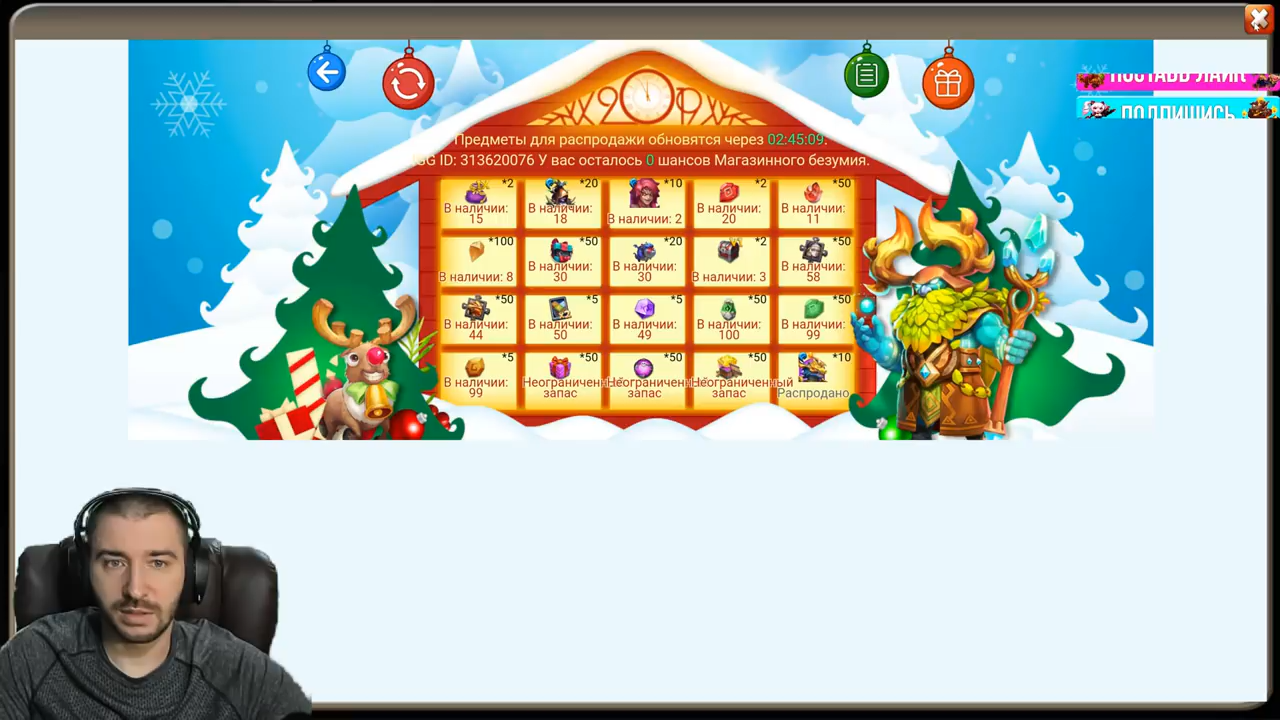 ПОСТАВЬ ЛАЙК
ПОДПИШИСЬ
2019
Предметы для распродажи обновятся через 02:45:09.
IGG ID: 313620076 У вас осталось 0 шансов Магазинного безумия.
*2 *20 *10 *2 *50
В наличии: 15 В наличии: 18 В наличии: 2 В наличии: 20 В наличии: 11
*100 *50 *20 *2 *50
В наличии: 8 В наличии: 30 В наличии: 30 В наличии: 3 В наличии: 58
*50 *5 *5 *50 *50
В наличии: 44 В наличии: 50 В наличии: 49 В наличии: 100 В наличии: 99
*5 *50 *50 *50 *10
В наличии: 99 Неограниченный запас Неограниченный запас Неограниченный запас Распродано